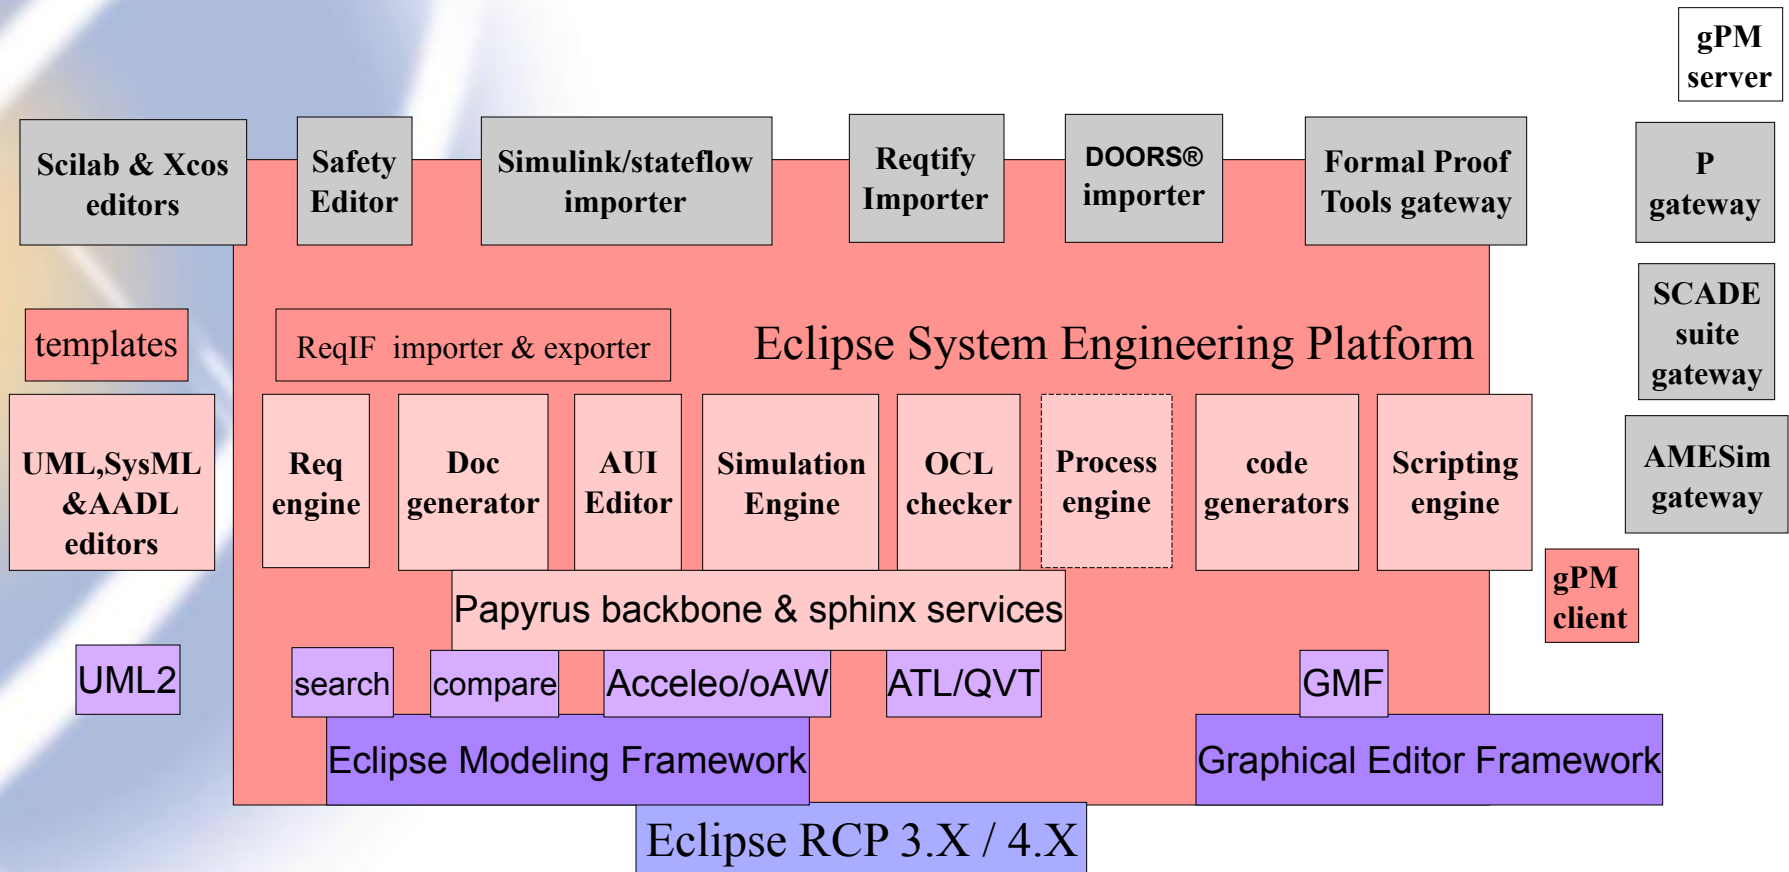 gPM
server
Scilab & Xcos
editors
Safety
Editor
Simulink/stateflow
importer
Reqtify
Importer
DOORS®
importer
Formal Proof
Tools gateway
P
gateway
SCADE
suite
gateway
templates
ReqIF importer & exporter
Eclipse System Engineering Platform
UML,SysML
&AADL
editors
Req
engine
Doc
generator
AUI
Editor
Simulation
Engine
OCL
checker
Process
engine
code
generators
Scripting
engine
AMESim
gateway
gPM
client
Papyrus backbone & sphinx services
UML2
search
compare
Acceleo/oAW
ATL/QVT
GMF
Eclipse Modeling Framework
Graphical Editor Framework
Eclipse RCP 3.X / 4.X